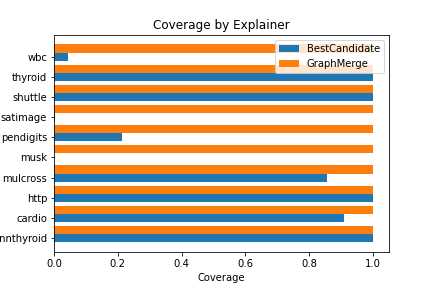 Coverage by Explainer
BestCandidate
GraphMerge
wbc
thyroid
shuttle
satimage
pendigits
musk
mulcross
http
cardio
nnthyroid
0.0 0.2 0.4 0.6 0.8 1.0
Coverage